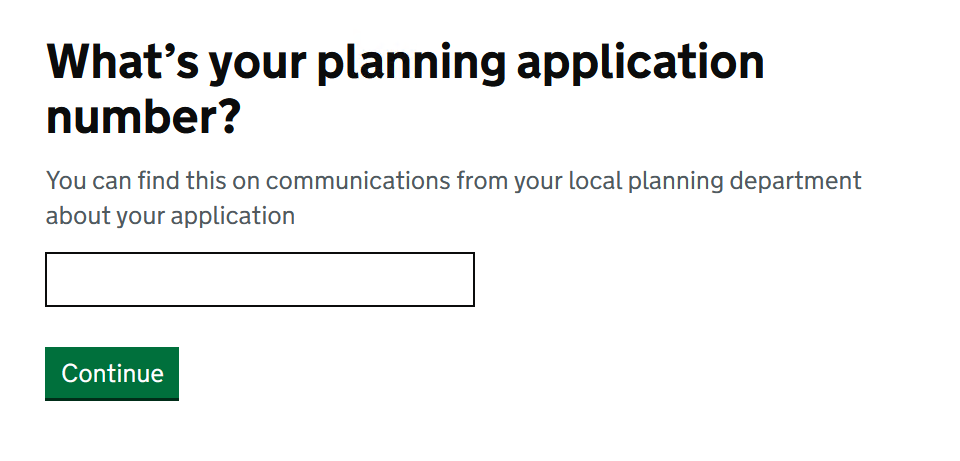 What’s your planning application
number?
You can find this on communications from your local planning department
about your application
Continue